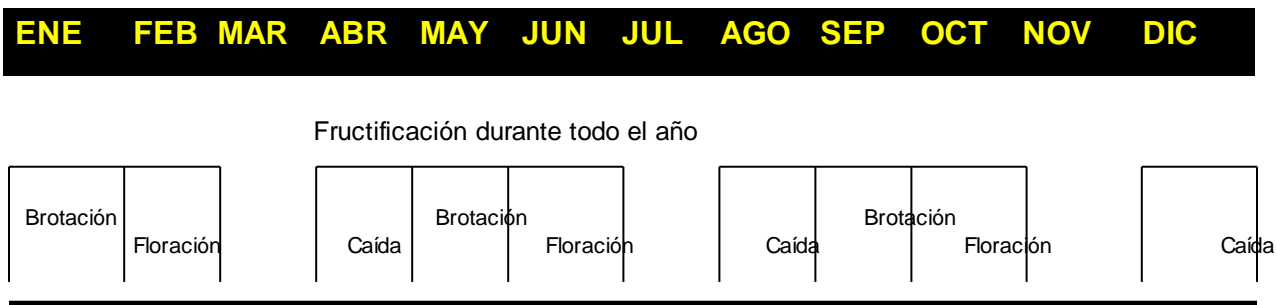 ENE FEB MAR ABR MAY JUN JUL AGO SEP OCT NOV DIC
Fructificación durante todo el año
Brotación Brotación Brotación
Floración Caída Floración Caída Floración Caída